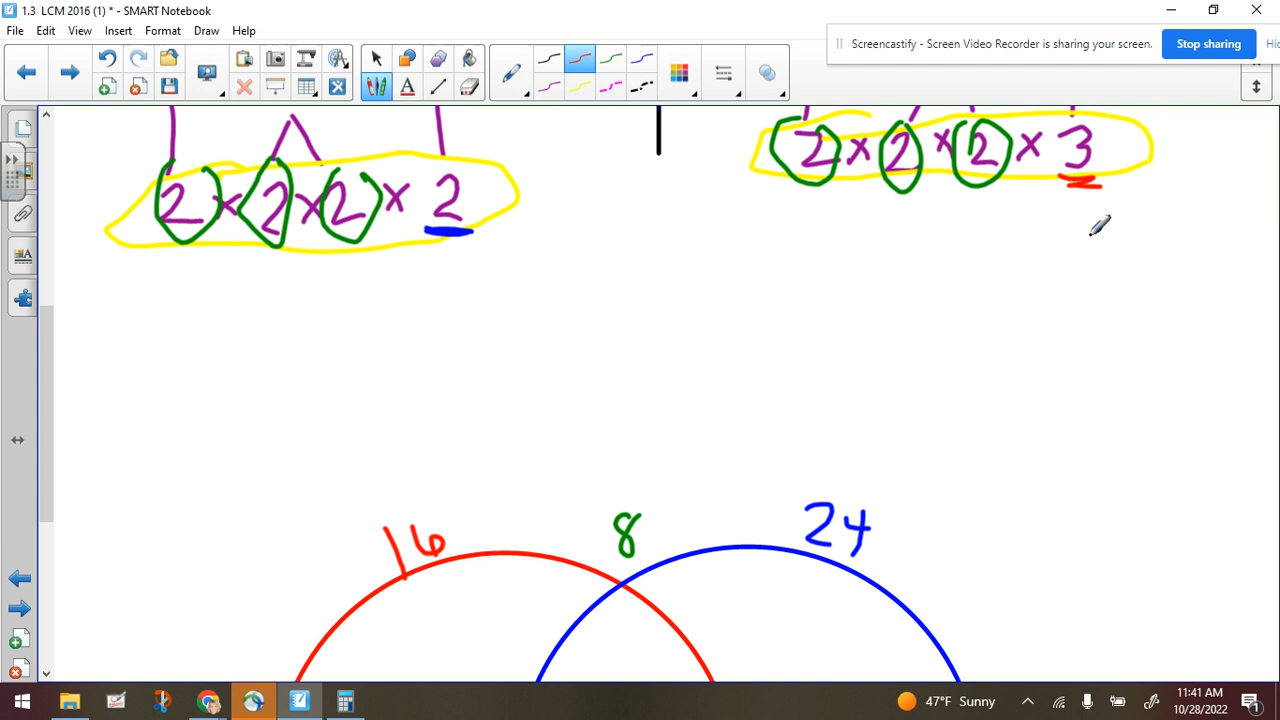 1.3 LCM 2016 (1) * - SMART Notebook
File Edit View Insert Format Draw Help
Screencastify - Screen Video Recorder is sharing your screen. Stop sharing
2 × 2 × 2 × 3
2 × 2 × 2 × 2
16 8 24
47°F Sunny
11:41 AM
10/28/2022